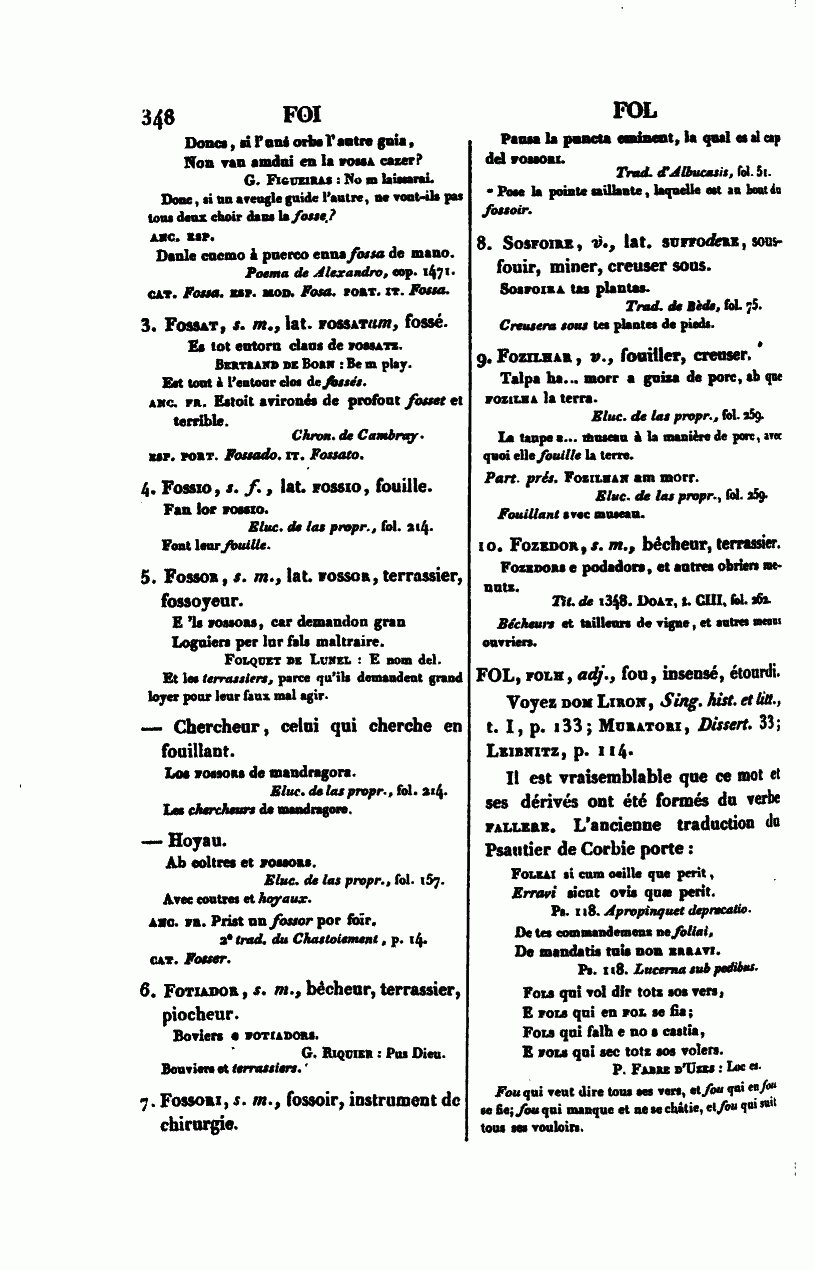 348 FOI
Doncs, si l'uns orbs l'autre guia,
Non van amdui en la FOSSA cazer?
G. FIGUEIRAS : No m laissarai.
Donc, si un aveugle guide l'autre, ne vont-ils pas
tous deux choir dans la fosse?
ANC. ESP.
Danle cuemo à puerco enna fossa de mano.
Poema de Alexandro, cop. 1471.
CAT. Fossa. ESP. MOD. Fosa. PORT. IT. Fossa.
3. FOSSAT, s. m., lat. FOSSATum, fossé.
Es tot entorn claus de FOSSATZ.
BERTRAND DE BORN : Be m play.
Est tout à l'entour clos de fossés.
ANC. FR. Estoit avironés de profont fosset et
terrible.
Chron. de Cambray.
ESP. PORT. Fossado. IT. Fossato.
4. FOSSIO, s. f., lat. FOSSIO, fouille.
Fan lor FOSSIO.
Eluc. de las propr., fol. 214.
Font leur fouille.
5. FOSSOR, s. m., lat. FOSSOR, terrassier,
fossoyeur.
E 'ls FOSSORS, car demandon gran
Loguiers per lur fals maltraire.
FOLQUET DE LUNEL : E nom del.
Et les terrassiers, parce qu'ils demandent grand
loyer pour leur faux mal agir.
— Chercheur, celui qui cherche en
fouillant.
Los FOSSORS de mandragora.
Eluc. de las propr., fol. 214.
Les chercheurs de mandragore.
— Hoyau.
Ab coltres et FOSSORS.
Eluc. de las propr., fol. 157.
Avec coutres et hoyaux.
ANC. FR. Prist un fossor por foïr.
2e trad. du Chastoiement, p. 14.
CAT. Fosser.
6. FOTIADOR, s. m., bêcheur, terrassier,
piocheur.
Boviers e FOTIADORS.
G. RIQUIER : Pus Dieu.
Bouviers et terrassiers.
7. FOSSORI, s. m., fossoir, instrument de
chirurgie.
FOL
Pausa la puncta eminent, la qual es al cap
del FOSSORI.
Trad. d'Albucasis, fol. 51.
Pose la pointe saillante, laquelle est au bout du
fossoir.
8. SOSFOIRE, v., lat. SUFFODERE, sous-
fouir, miner, creuser sous.
SOSFOIRA tas plantas.
Trad. de Bède, fol. 75.
Creusera sous tes plantes de pieds.
9. FOZILHAR, v., fouiller, creuser.
Talpa ha... morr a guiza de porc, ab que
FOZILHA la terra.
Eluc. de las propr., fol. 259.
La taupe a... museau à la manière de porc, avec
quoi elle fouille la terre.
Part. prés. FOZILHAN am morr.
Eluc. de las propr., fol. 259.
Fouillant avec museau.
10. FOZEDOR, s. m., bêcheur, terrassier.
FOZEDORS e podadors, et autres obriers me-
nutz.
Tit. de 1348. DOAT, t. CIII, fol. 262.
Bécheurs et tailleurs de vigne, et autres menus
ouvriers.
FOL, FOLH, adj., fou, insensé, étourdi.
Voyez DOM LIRON, Sing. hist. et litt.,
t. I, p. 133; MURATORI, Dissert. 33;
LEIBNITZ, p. 114.
Il est vraisemblable que ce mot et
ses dérivés ont été formés du verbe
FALLERE. L'ancienne traduction du
Psautier de Corbie porte :
FOLEAI si cum oeille que perit,
Erravi sicut ovis quæ perit.
Ps. 118. Apropinquet deprecatio.
De tes commandemenz ne foliai,
De mandatis tuis non ERRAVI.
Ps. 118. Lucerna sub pedibus.
FOLS qui vol dir totz sos vers,
E FOLS qui en FOL se fia;
FOLS qui falh e no s castia,
E FOLS qui sec totz sos volers.
P. FABRE D'UZES : Loc es.
Fou qui veut dire tous ses vers, et fou qui en fou
se fie; fou qui manque et ne se châtie, et fou qui suit
tous ses vouloirs.